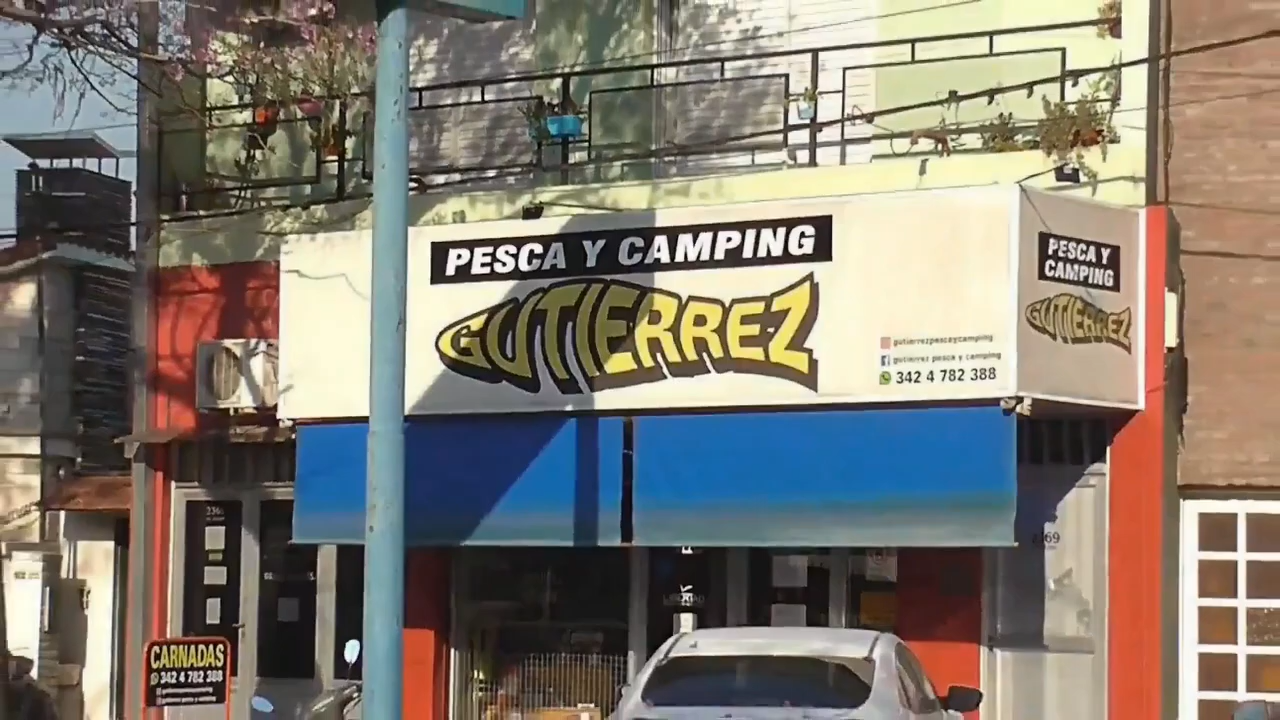 PESCA Y CAMPING
GUTIERREZ
gutierrezpescaycamping
gutierrez pesca y camping
342 4 782 388
PESCA Y
CAMPING
GUTIERREZ
CARNADAS
342 4 782 388